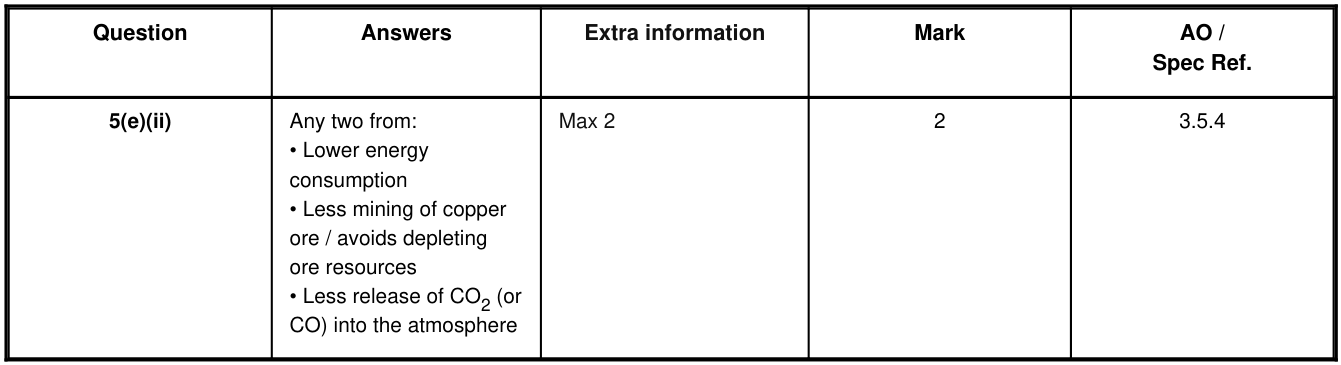 Question Answers Extra information Mark AO /
Spec Ref.
5(e)(ii) Any two from: Max 2 2 3.5.4
• Lower energy
consumption
• Less mining of copper
ore / avoids depleting
ore resources
• Less release of CO₂ (or
CO) into the atmosphere